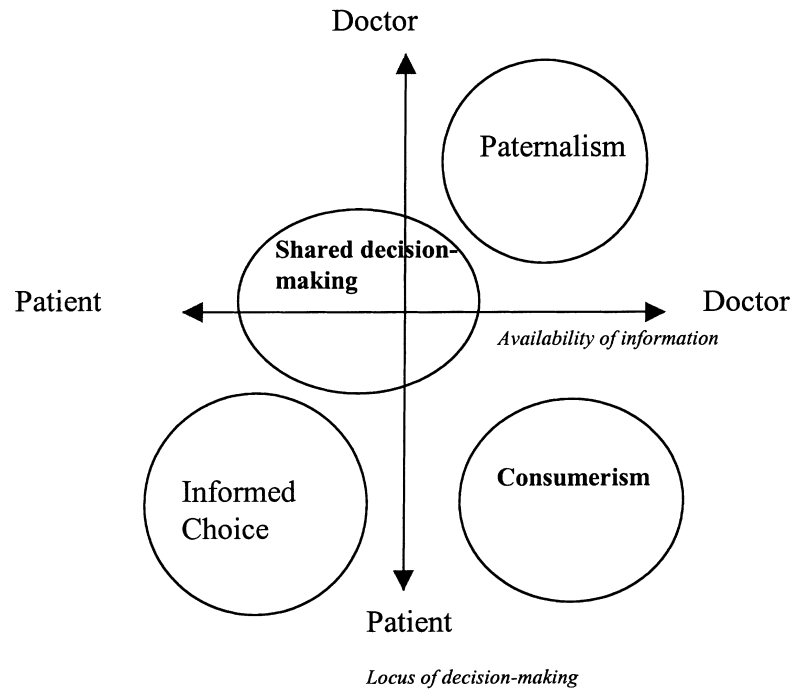 Doctor
Paternalism
Shared decision-
making
Patient
Doctor
Availability of information
Consumerism
Informed
Choice
Patient
Locus of decision-making